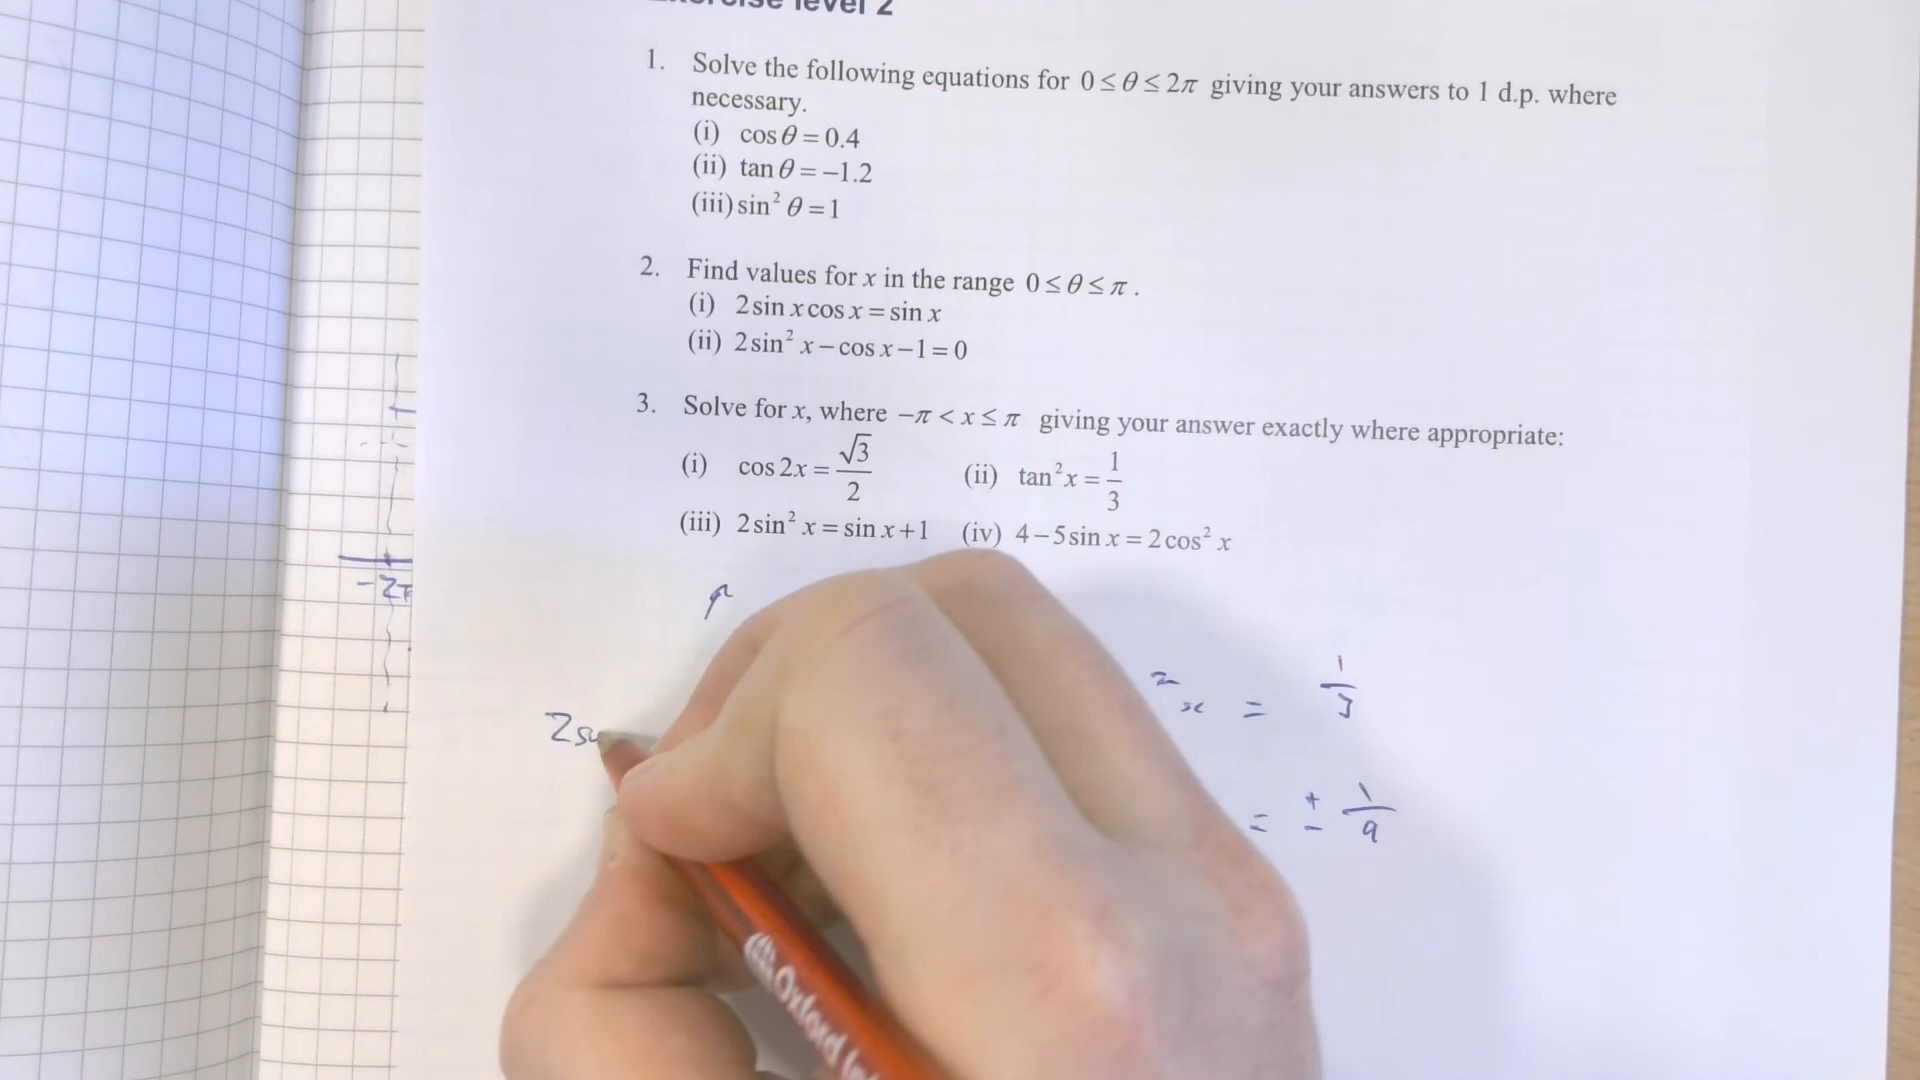 Exercise level 2
1. Solve the following equations for 0 ≤ θ ≤ 2π giving your answers to 1 d.p. where
necessary.
(i) cos θ = 0.4
(ii) tan θ = −1.2
(iii) sin² θ = 1
2. Find values for x in the range 0 ≤ θ ≤ π .
(i) 2 sin x cos x = sin x
(ii) 2 sin² x − cos x − 1 = 0
3. Solve for x, where −π < x ≤ π giving your answer exactly where appropriate:
(i) cos 2x = √3/2 (ii) tan² x = 1/3
(iii) 2 sin² x = sin x + 1 (iv) 4 − 5 sin x = 2 cos² x
-2π
x = 1/3
2s
= ± 1/9
Oxford